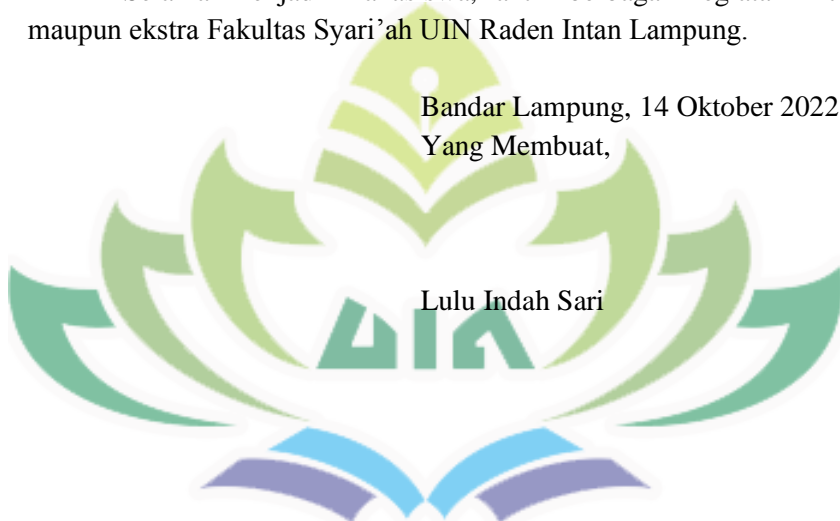 maupun ekstra Fakultas Syari’ah UIN Raden Intan Lampung.
Bandar Lampung, 14 Oktober 2022
Yang Membuat,
Lulu Indah Sari
UIN